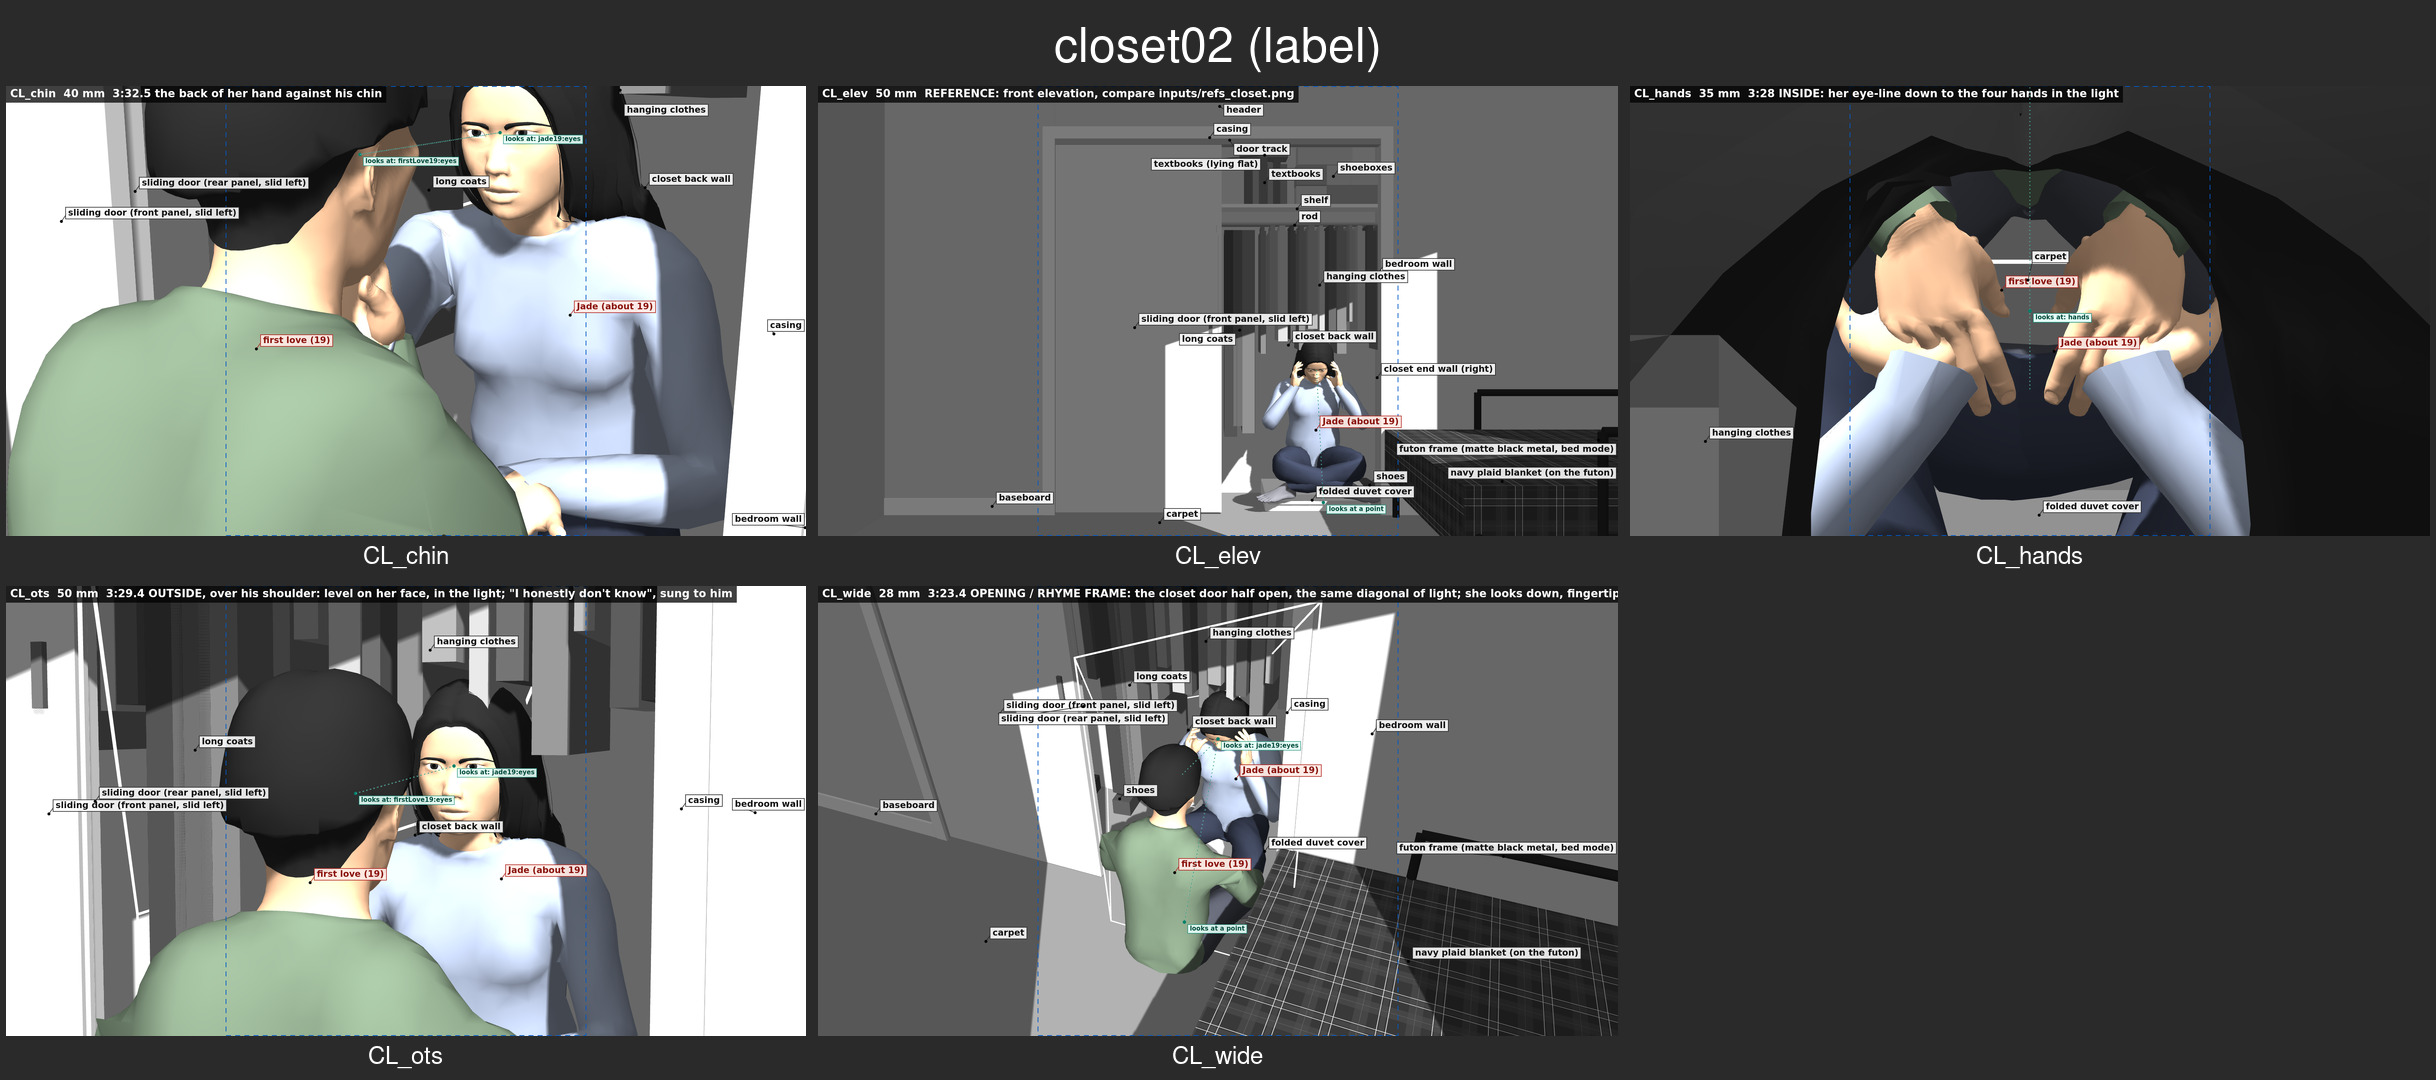 closet02 (label)
CL_chin 40 mm 3:32.5 the back of her hand against his chin
hanging clothes
looks at: jade19:eyes
looks at: firstLove19:eyes
sliding door (rear panel, slid left)
long coats
closet back wall
sliding door (front panel, slid left)
Jade (about 19)
casing
first love (19)
bedroom wall
CL_chin
CL_elev 50 mm REFERENCE: front elevation, compare inputs/refs_closet.png
header
casing
door track
textbooks (lying flat)
shoeboxes
textbooks
shelf
rod
bedroom wall
hanging clothes
sliding door (front panel, slid left)
long coats
closet back wall
closet end wall (right)
Jade (about 19)
futon frame (matte black metal, bed mode)
navy plaid blanket (on the futon)
shoes
folded duvet cover
baseboard
looks at a point
carpet
CL_elev
CL_hands 35 mm 3:28 INSIDE: her eye-line down to the four hands in the light
carpet
first love (19)
looks at: hands
Jade (about 19)
hanging clothes
folded duvet cover
CL_hands
CL_ots 50 mm 3:29.4 OUTSIDE, over his shoulder: level on her face, in the light; "I honestly don't know", sung to him
hanging clothes
long coats
looks at: jade19:eyes
sliding door (rear panel, slid left)
looks at: firstLove19:eyes
casing
sliding door (front panel, slid left)
bedroom wall
closet back wall
Jade (about 19)
first love (19)
CL_ots
CL_wide 28 mm 3:23.4 OPENING / RHYME FRAME: the closet door half open, the same diagonal of light; she looks down, fingertip
hanging clothes
long coats
sliding door (front panel, slid left)
casing
sliding door (rear panel, slid left)
closet back wall
bedroom wall
looks at: jade19:eyes
Jade (about 19)
shoes
baseboard
folded duvet cover
futon frame (matte black metal, bed mode)
first love (19)
looks at a point
carpet
navy plaid blanket (on the futon)
CL_wide